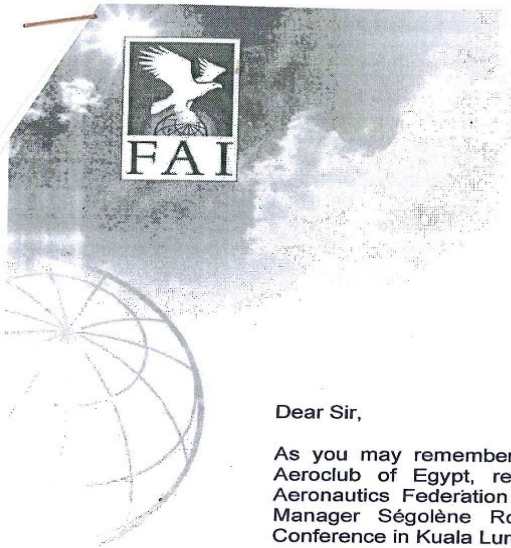 FAI
Dear Sir,
As you may remember
Aeroclub of Egypt, re
Aeronautics Federation
Manager Ségolène Ro
Conference in Kuala Lun